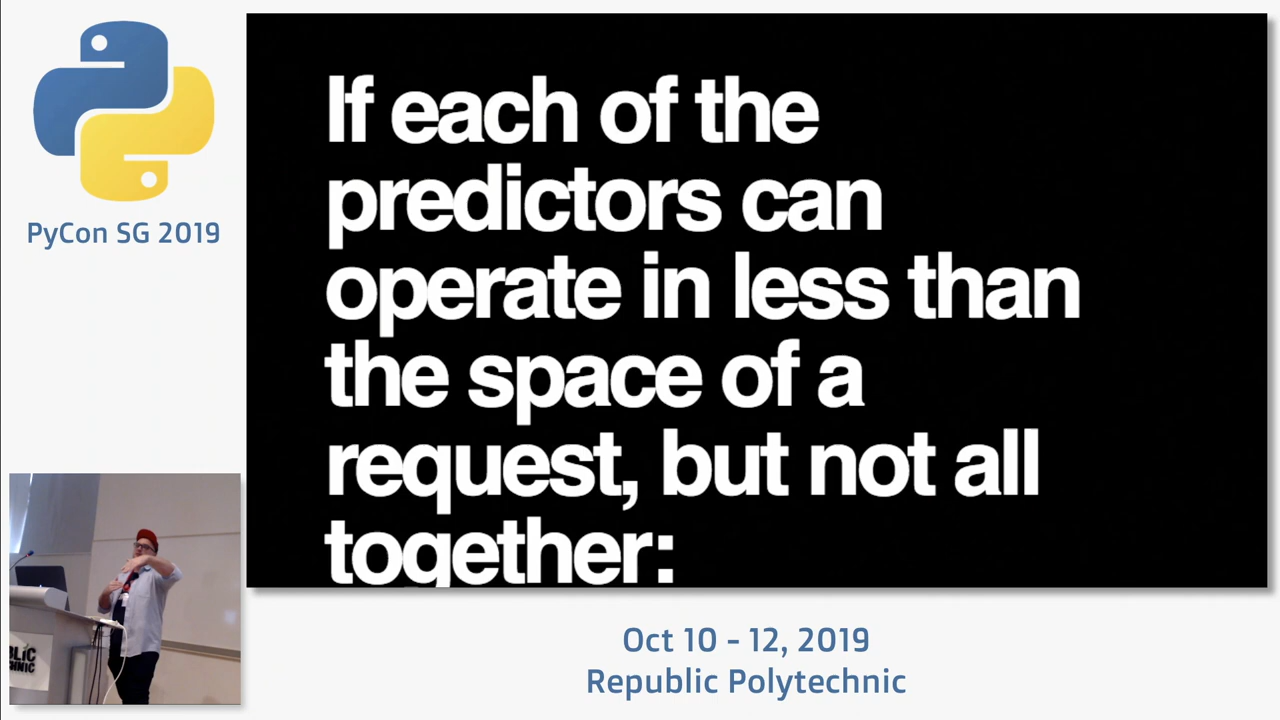 PyCon SG 2019
If each of the
predictors can
operate in less than
the space of a
request, but not all
together:
Oct 10 - 12, 2019
Republic Polytechnic